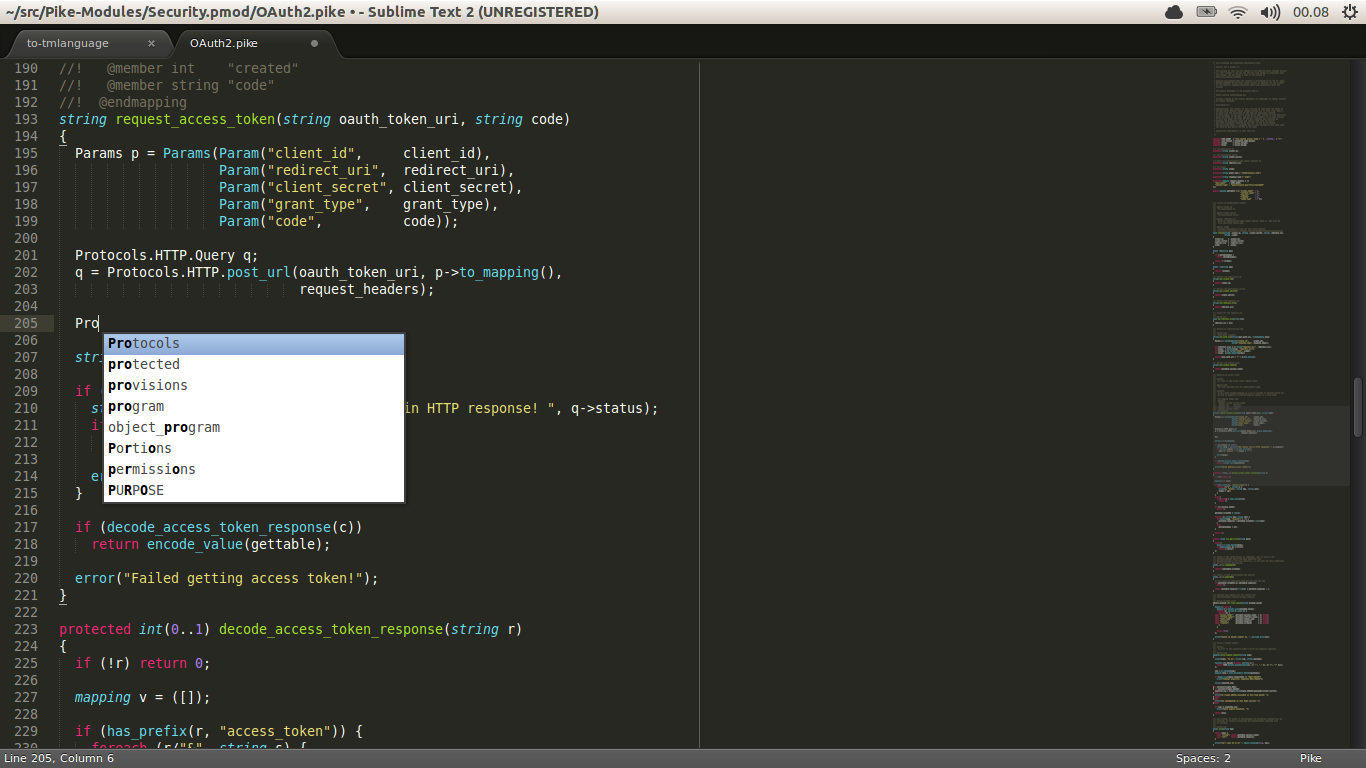 ~/src/Pike-Modules/Security.pmod/OAuth2.pike • - Sublime Text 2 (UNREGISTERED)
00.08
to-tmlanguage ×
OAuth2.pike
190 //!   @member int    "created"
191 //!   @member string "code"
192 //!  @endmapping
193 string request_access_token(string oauth_token_uri, string code)
194 {
195   Params p = Params(Param("client_id",     client_id),
196                     Param("redirect_uri",  redirect_uri),
197                     Param("client_secret", client_secret),
198                     Param("grant_type",    grant_type),
199                     Param("code",          code));
200
201   Protocols.HTTP.Query q;
202   q = Protocols.HTTP.post_url(oauth_token_uri, p->to_mapping(),
203                               request_headers);
204
205   Pro
Protocols
protected
provisions
program
object_program
Portions
permissions
PURPOSE
206
207   str
208
209   if
210     s in HTTP response! ", q->status);
211     i
212
213
214     e
215   }
216
217   if (decode_access_token_response(c))
218     return encode_value(gettable);
219
220   error("Failed getting access token!");
221 }
222
223 protected int(0..1) decode_access_token_response(string r)
224 {
225   if (!r) return 0;
226
227   mapping v = ([]);
228
229   if (has_prefix(r, "access_token")) {
230     foreach (r/"&", string s) {
Line 205, Column 6
Spaces: 2
Pike